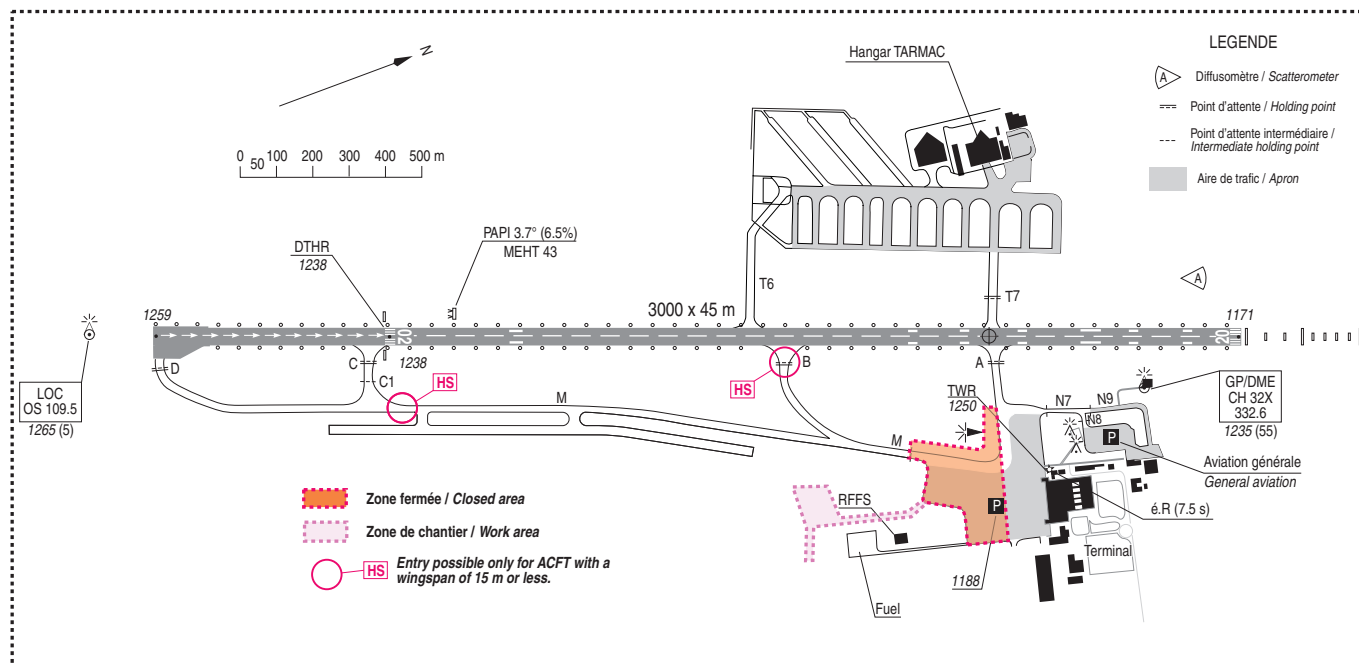 N
Hangar TARMAC
LEGENDE
A
Diffusomètre / Scatterometer
Point d'attente / Holding point
Point d'attente intermédiaire /
Intermediate holding point
Aire de trafic / Apron
0 50 100 200 300 400 500 m
DTHR
1238
PAPI 3.7° (6.5%)
MEHT 43
T6
T7
A
1259
3000 x 45 m
1171
02
20
1238
D
C
C1
HS
M
HS
B
A
LOC
OS 109.5
1265 (5)
TWR
1250
N7
N9
N8
GP/DME
CH 32X
332.6
1235 (55)
M
P
Aviation générale
General aviation
Zone fermée / Closed area
Zone de chantier / Work area
HS
Entry possible only for ACFT with a
wingspan of 15 m or less.
RFFS
P
é.R (7.5 s)
Terminal
1188
Fuel